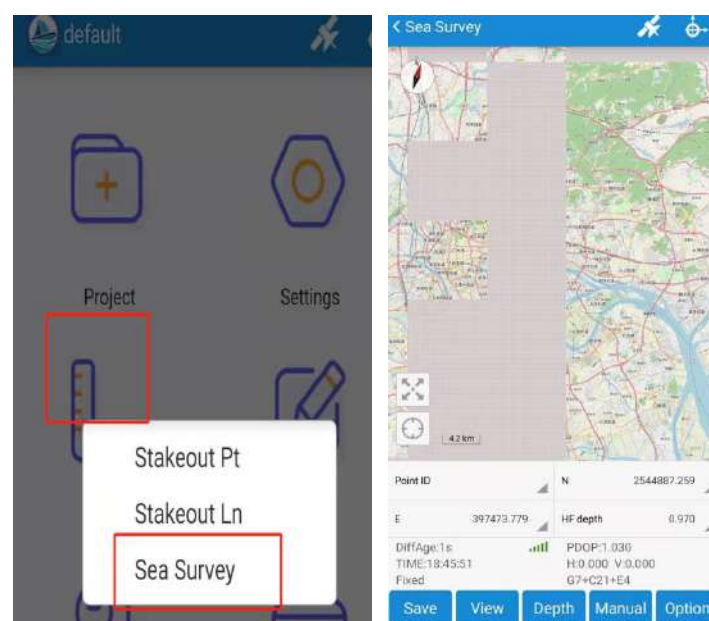 default
Project
Settings
Stakeout Pt
Stakeout Ln
Sea Survey
< Sea Survey
4.2 km
Point ID
N
2544887.259
E
397473.779
HF depth
0.970
DiffAge:1s
PDOP:1.030
TIME:18:45:51
H:0.000 V:0.000
Fixed
G7+C21+E4
Save
View
Depth
Manual
Option